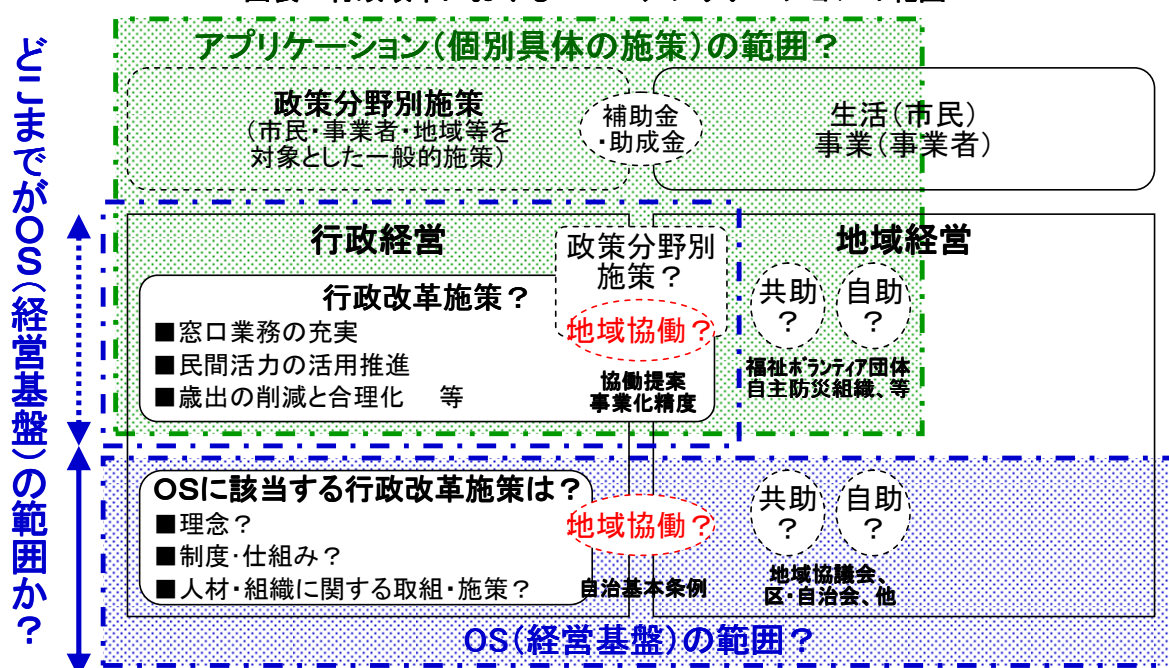 どこまでがOS(経営基盤)の範囲か？
アプリケーション(個別具体の施策)の範囲？
政策分野別施策
(市民・事業者・地域等を
対象とした一般的施策)
補助金
・助成金
生活(市民)
事業(事業者)
行政経営
政策分野別
施策？
地域経営
行政改革施策？
■窓口業務の充実
■民間活力の活用推進
■歳出の削減と合理化　等
地域協働？
協働提案
事業化精度
共助
？
自助
？
福祉ボランティア団体
自主防災組織、等
OSに該当する行政改革施策は？
■理念？
■制度・仕組み？
■人材・組織に関する取組・施策？
地域協働？
自治基本条例
共助
？
自助
？
地域協議会、
区・自治会、他
OS(経営基盤)の範囲？